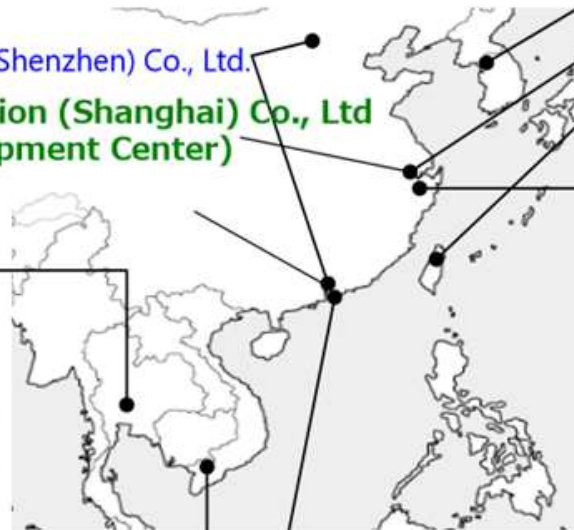 Shenzhen) Co., Ltd.
ion (Shanghai) Co., Ltd
pment Center)